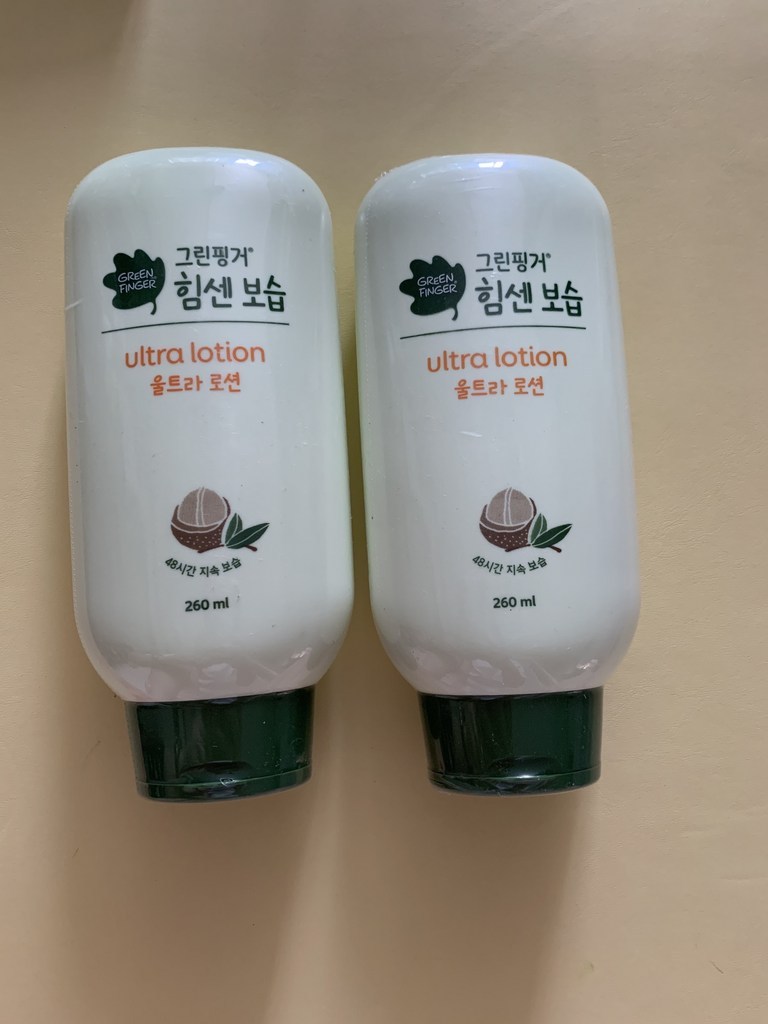 GREEN
FINGER
그린핑거®
힘센 보습
ultra lotion
울트라 로션
48시간 지속 보습
260 ml
GREEN
FINGER
그린핑거®
힘센 보습
ultra lotion
울트라 로션
48시간 지속 보습
260 ml